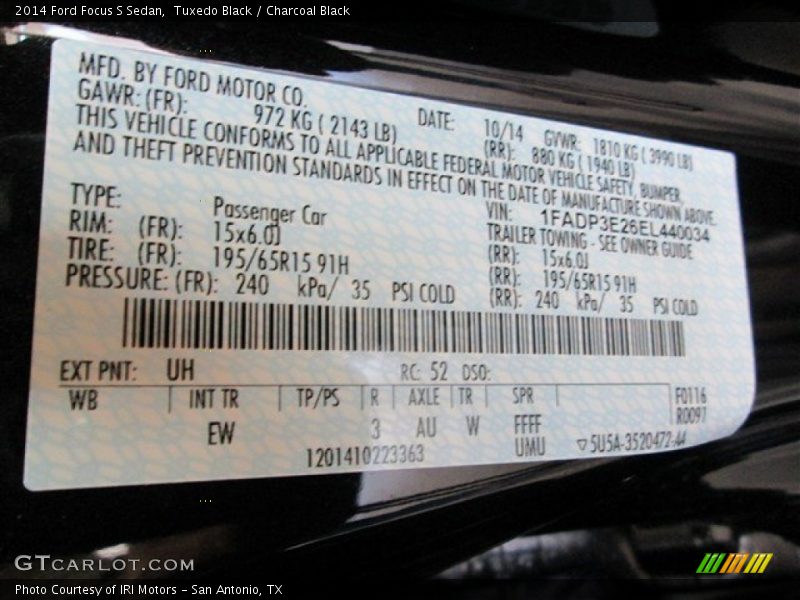 2014 Ford Focus S Sedan, Tuxedo Black / Charcoal Black
MFD. BY FORD MOTOR CO. DATE: 10/14 GVWR: 1810 KG ( 3990 LB)
GAWR: (FR): 972 KG ( 2143 LB) (RR): 880 KG ( 1940 LB)
THIS VEHICLE CONFORMS TO ALL APPLICABLE FEDERAL MOTOR VEHICLE SAFETY, BUMPER,
AND THEFT PREVENTION STANDARDS IN EFFECT ON THE DATE OF MANUFACTURE SHOWN ABOVE.
VIN: 1FADP3E26EL440034
TYPE: Passenger Car TRAILER TOWING - SEE OWNER GUIDE
RIM: (FR): 15x6.0J (RR): 15x6.0J
TIRE: (FR): 195/65R15 91H (RR): 195/65R15 91H
PRESSURE: (FR): 240 kPa/ 35 PSI COLD (RR): 240 kPa/ 35 PSI COLD
EXT PNT: UH RC: 52 DSO:
WB INT TR TP/PS R AXLE TR SPR F0116
R0097
EW 3 AU W FFFF
1201410223363 UMU ▽5U5A-3520472-AA
GTCARLOT.COM
Photo Courtesy of IRI Motors - San Antonio, TX